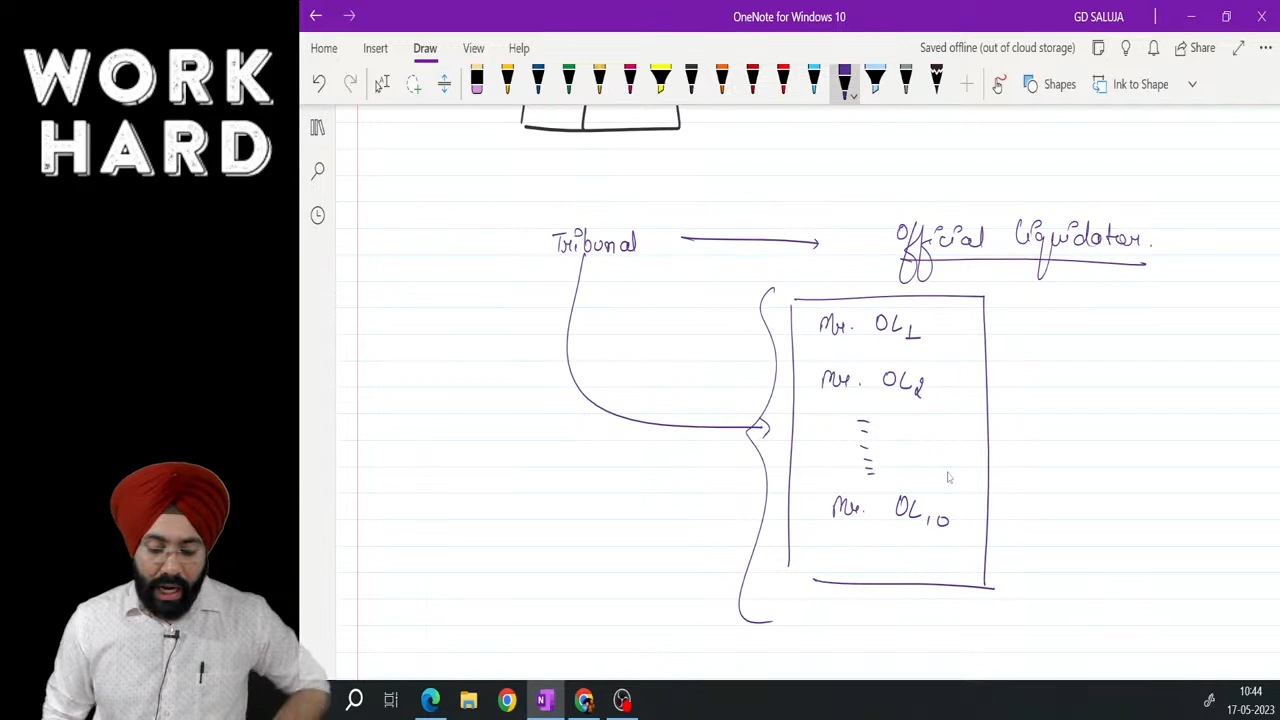 WORK
HARD
OneNote for Windows 10
GD SALUJA
Home Insert Draw View Help
Saved offline (out of cloud storage)
Share
Shapes
Ink to Shape
Tribunal
Official liquidator.
Mr. OL1
Mr. OL2
Mr. OL10
10:44
17-05-2023